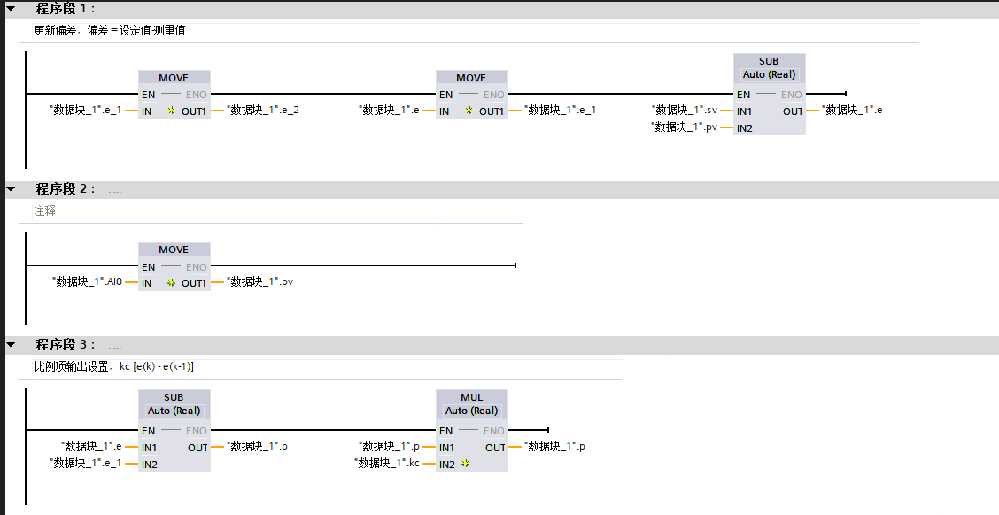 程序段 1： .....
更新偏差．偏差＝设定值-测量值
MOVE
MOVE
SUB
Auto (Real)
EN ENO
EN ENO
EN ENO
"数据块_1".e_1 IN OUT1 "数据块_1".e_2
"数据块_1".e IN OUT1 "数据块_1".e_1
"数据块_1".sv IN1 OUT "数据块_1".e
"数据块_1".pv IN2
程序段 2： .....
注释
MOVE
EN ENO
"数据块_1".AI0 IN OUT1 "数据块_1".pv
程序段 3： .....
比例项输出设置．kc [e(k) - e(k-1)]
SUB
Auto (Real)
MUL
Auto (Real)
EN ENO
EN ENO
"数据块_1".e IN1 OUT "数据块_1".p
"数据块_1".e_1 IN2
"数据块_1".p IN1 OUT "数据块_1".p
"数据块_1".kc IN2